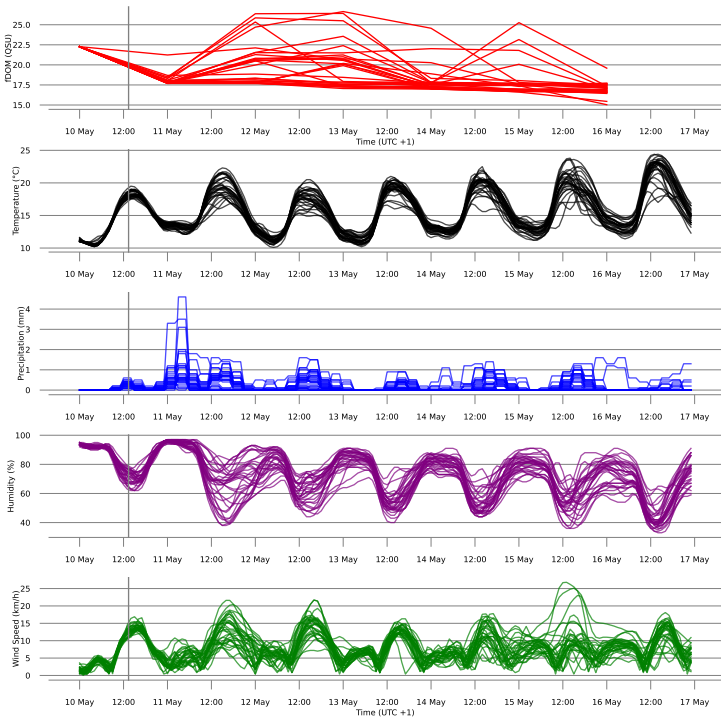 fDOM (QSU)
25.0
22.5
20.0
17.5
15.0
10 May 12:00 11 May 12:00 12 May 12:00 13 May 12:00 14 May 12:00 15 May 12:00 16 May 12:00 17 May
Time (UTC +1)
Temperature (°C)
25
20
15
10
10 May 12:00 11 May 12:00 12 May 12:00 13 May 12:00 14 May 12:00 15 May 12:00 16 May 12:00 17 May
Precipitation (mm)
4
3
2
1
0
10 May 12:00 11 May 12:00 12 May 12:00 13 May 12:00 14 May 12:00 15 May 12:00 16 May 12:00 17 May
Humidity (%)
100
80
60
40
10 May 12:00 11 May 12:00 12 May 12:00 13 May 12:00 14 May 12:00 15 May 12:00 16 May 12:00 17 May
Wind Speed (km/h)
25
20
15
10
5
0
10 May 12:00 11 May 12:00 12 May 12:00 13 May 12:00 14 May 12:00 15 May 12:00 16 May 12:00 17 May
Time (UTC +1)